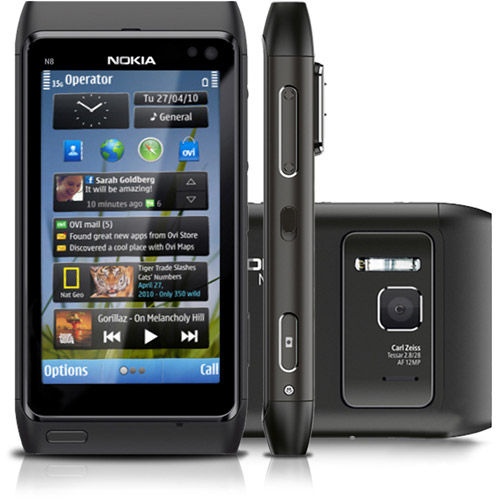 N8
NOKIA
3.5G Operator
Tu 27/04/10
General
ovi
f Sarah Goldberg
It will be amazing!
10 minutes ago 6
OVI mail (5)
Found great new apps from Ovi Store
Discovered a cool place with Ovi Maps
Nat Geo
Tiger Trade Slashes
Cats' Numbers
April 27,
2010 - Only 350 wild
Gorillaz - On Melancholy Hill
Options
Call
Carl Zeiss
Tessar 2.8/28
AF 12MP